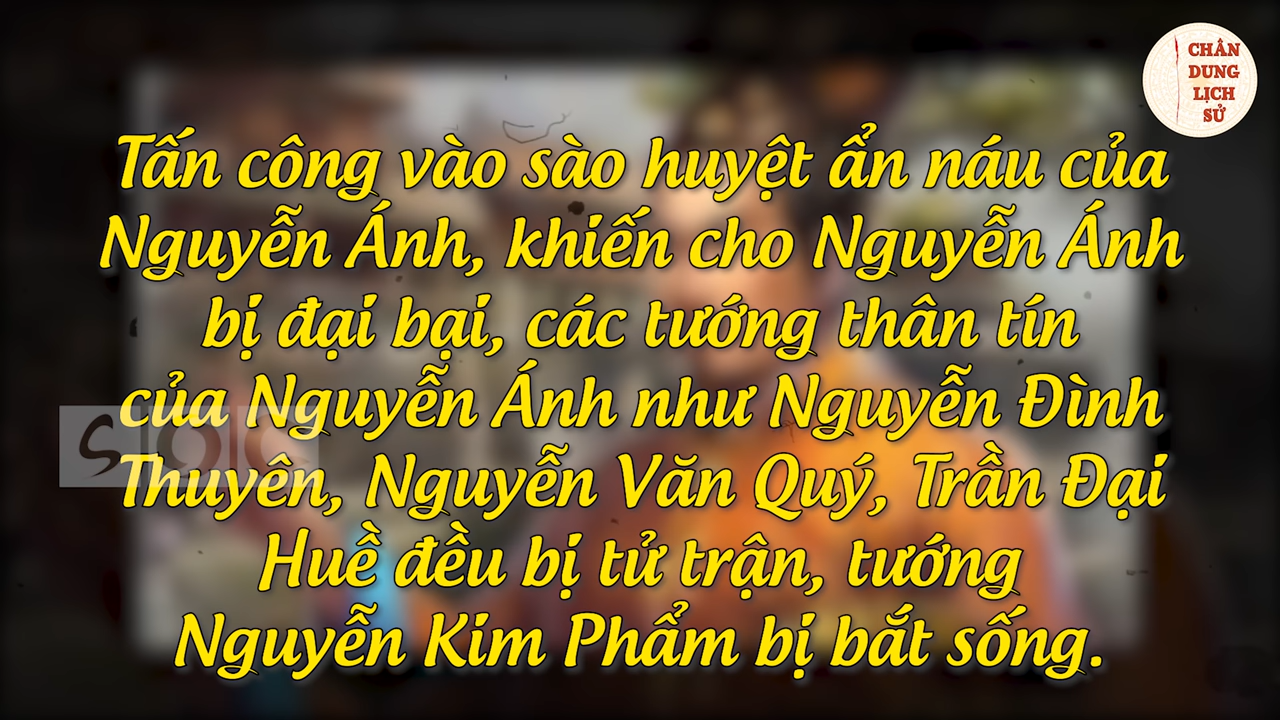 CHÂN
DUNG
LỊCH
SỬ
Tấn công vào sào huyệt ẩn náu của
Nguyễn Ánh, khiến cho Nguyễn Ánh
bị đại bại, các tướng thân tín
của Nguyễn Ánh như Nguyễn Đình
Thuyên, Nguyễn Văn Quý, Trần Đại
Huề đều bị tử trận, tướng
Nguyễn Kim Phẩm bị bắt sống.